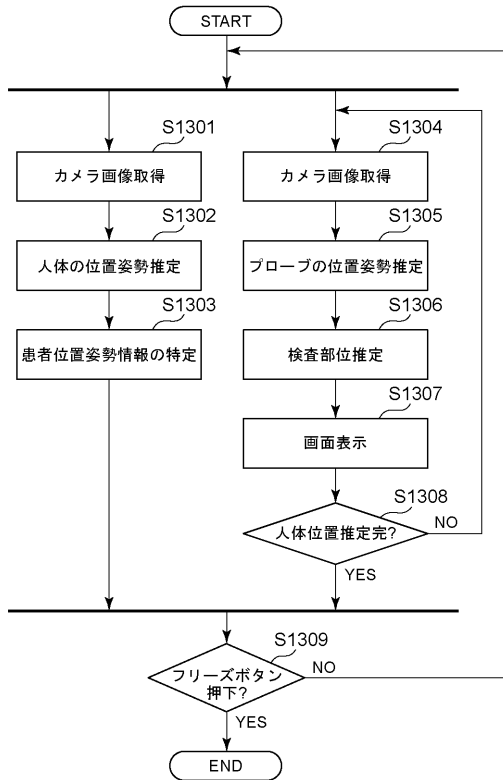 START
S1301
カメラ画像取得
S1302
人体の位置姿勢推定
S1303
患者位置姿勢情報の特定
S1304
カメラ画像取得
S1305
プローブの位置姿勢推定
S1306
検査部位推定
S1307
画面表示
S1308
人体位置推定完?
NO
YES
S1309
フリーズボタン
押下?
NO
YES
END